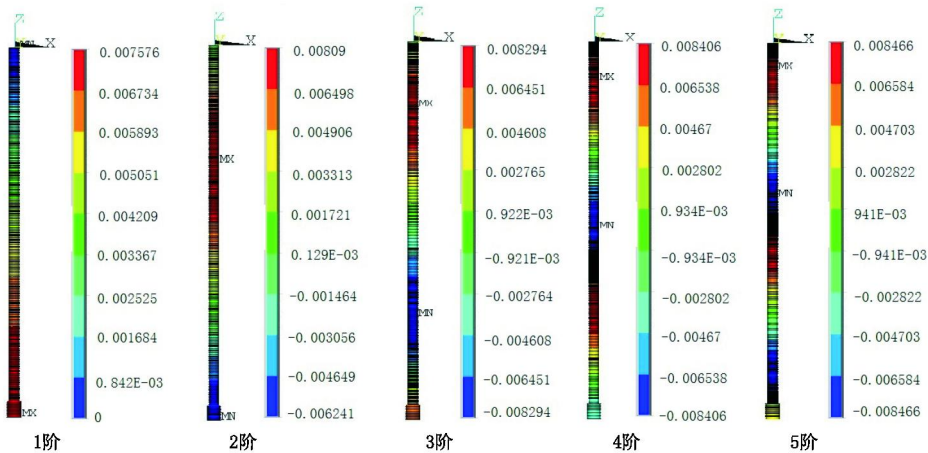 Z
MN X
0.007576
0.006734
0.005893
0.005051
0.004209
0.003367
0.002525
0.001684
0.842E-03
0
MX
1阶
Z
X
0.00809
0.006498
0.004906
MX
0.003313
0.001721
0.129E-03
-0.001464
-0.003056
-0.004649
-0.006241
MN
2阶
Z
X
0.008294
0.006451
MX
0.004608
0.002765
0.922E-03
-0.921E-03
-0.002764
MN
-0.004608
-0.006451
-0.008294
3阶
Z
X
0.008406
MX
0.006538
0.00467
0.002802
0.934E-03
MN
-0.934E-03
-0.002802
-0.00467
-0.006538
-0.008406
4阶
Z
X
0.008466
MX
0.006584
0.004703
0.002822
MN
941E-03
-0.941E-03
-0.002822
-0.004703
-0.006584
-0.008466
5阶